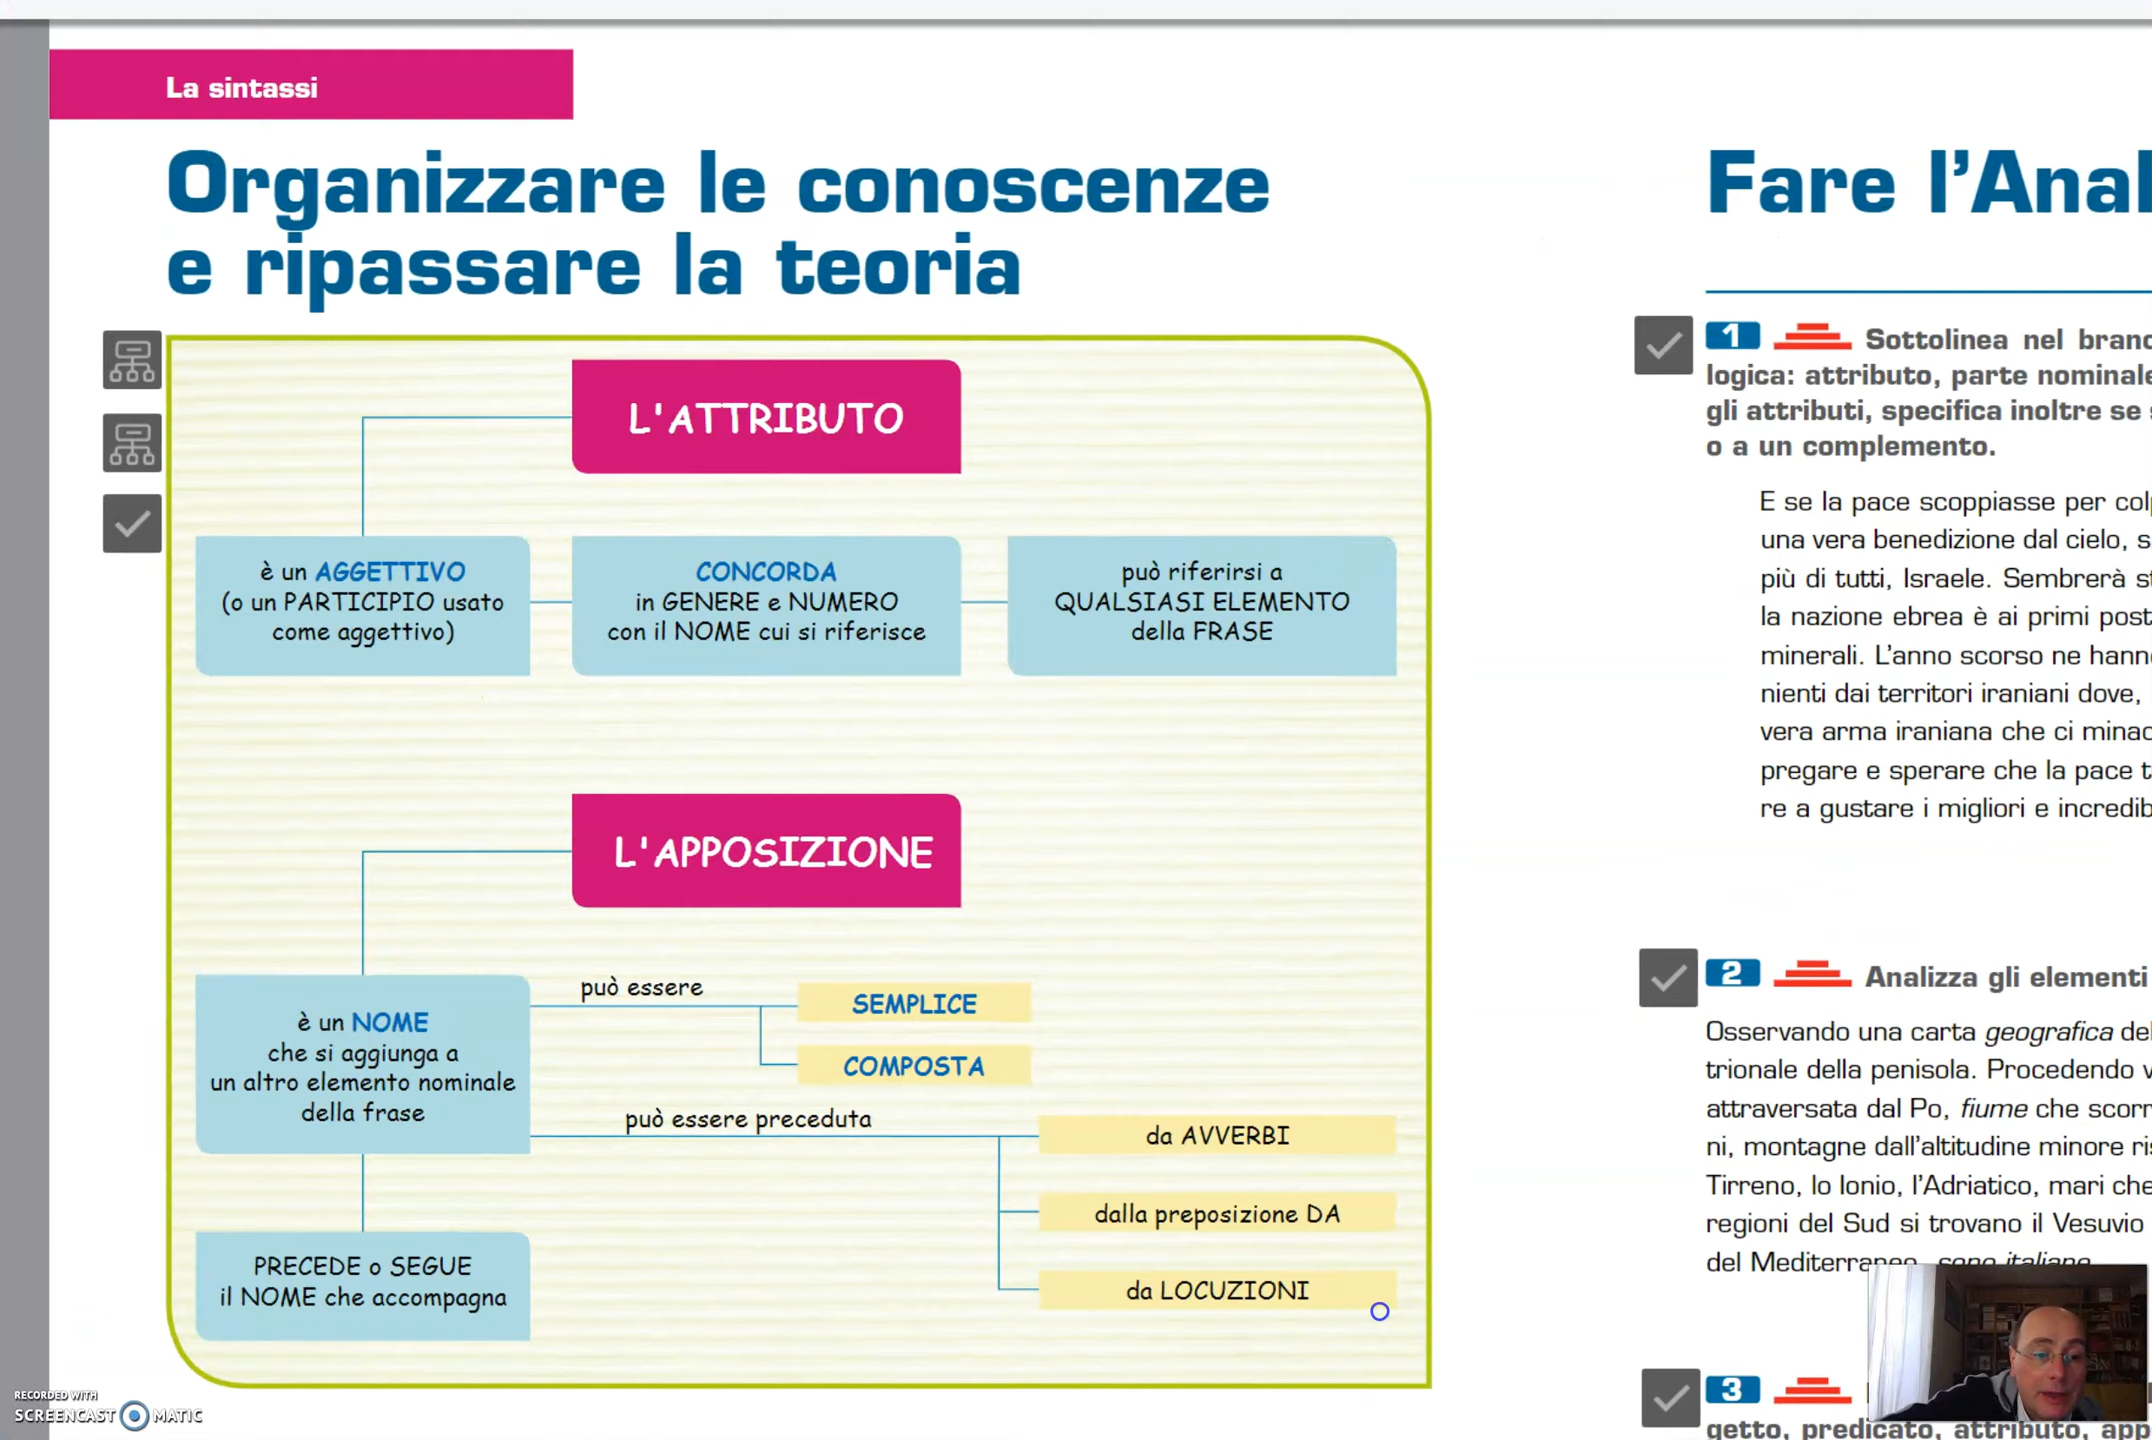 La sintassi
Organizzare le conoscenze
e ripassare la teoria
L'ATTRIBUTO
è un AGGETTIVO
(o un PARTICIPIO usato
come aggettivo)
CONCORDA
in GENERE e NUMERO
con il NOME cui si riferisce
può riferirsi a
QUALSIASI ELEMENTO
della FRASE
L'APPOSIZIONE
è un NOME
che si aggiunga a
un altro elemento nominale
della frase
può essere
SEMPLICE
COMPOSTA
può essere preceduta
da AVVERBI
dalla preposizione DA
da LOCUZIONI
PRECEDE o SEGUE
il NOME che accompagna
Fare l'Anal
1 Sottolinea nel branc
logica: attributo, parte nominale
gli attributi, specifica inoltre se
o a un complemento.
E se la pace scoppiasse per colp
una vera benedizione dal cielo, s
più di tutti, Israele. Sembrerà st
la nazione ebrea è ai primi post
minerali. L'anno scorso ne hann
nienti dai territori iraniani dove,
vera arma iraniana che ci minac
pregare e sperare che la pace t
re a gustare i migliori e incredib
2 Analizza gli elementi
Osservando una carta geografica del
trionale della penisola. Procedendo v
attraversata dal Po, fiume che scorr
ni, montagne dall'altitudine minore ris
Tirreno, lo Ionio, l'Adriatico, mari che
regioni del Sud si trovano il Vesuvio
del Mediterraneo, sono italiane
3
getto, predicato, attributo, app
RECORDED WITH
SCREENCAST MATIC